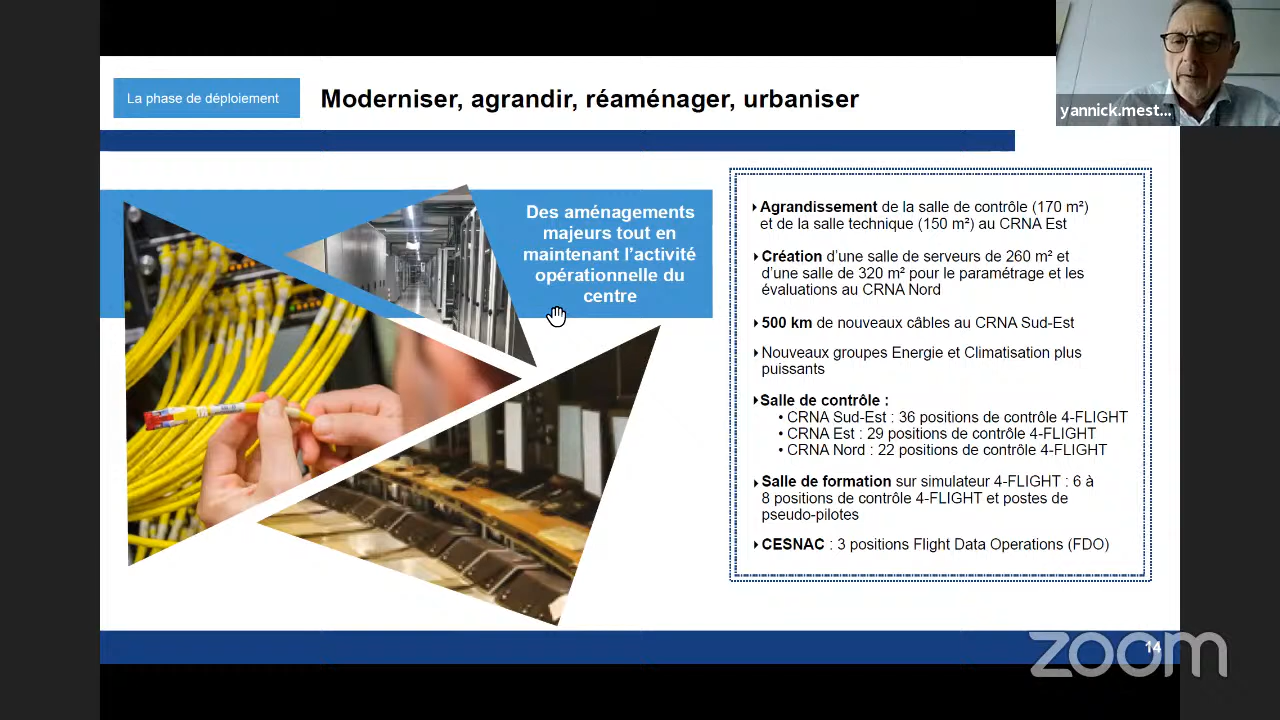 La phase de déploiement
Moderniser, agrandir, réaménager, urbaniser
yannick.mest...
Des aménagements
majeurs tout en
maintenant l'activité
opérationnelle du
centre
Agrandissement de la salle de contrôle (170 m²)
et de la salle technique (150 m²) au CRNA Est
Création d'une salle de serveurs de 260 m² et
d'une salle de 320 m² pour le paramétrage et les
évaluations au CRNA Nord
500 km de nouveaux câbles au CRNA Sud-Est
Nouveaux groupes Energie et Climatisation plus
puissants
Salle de contrôle :
• CRNA Sud-Est : 36 positions de contrôle 4-FLIGHT
• CRNA Est : 29 positions de contrôle 4-FLIGHT
• CRNA Nord : 22 positions de contrôle 4-FLIGHT
Salle de formation sur simulateur 4-FLIGHT : 6 à
8 positions de contrôle 4-FLIGHT et postes de
pseudo-pilotes
CESNAC : 3 positions Flight Data Operations (FDO)
14
zoom